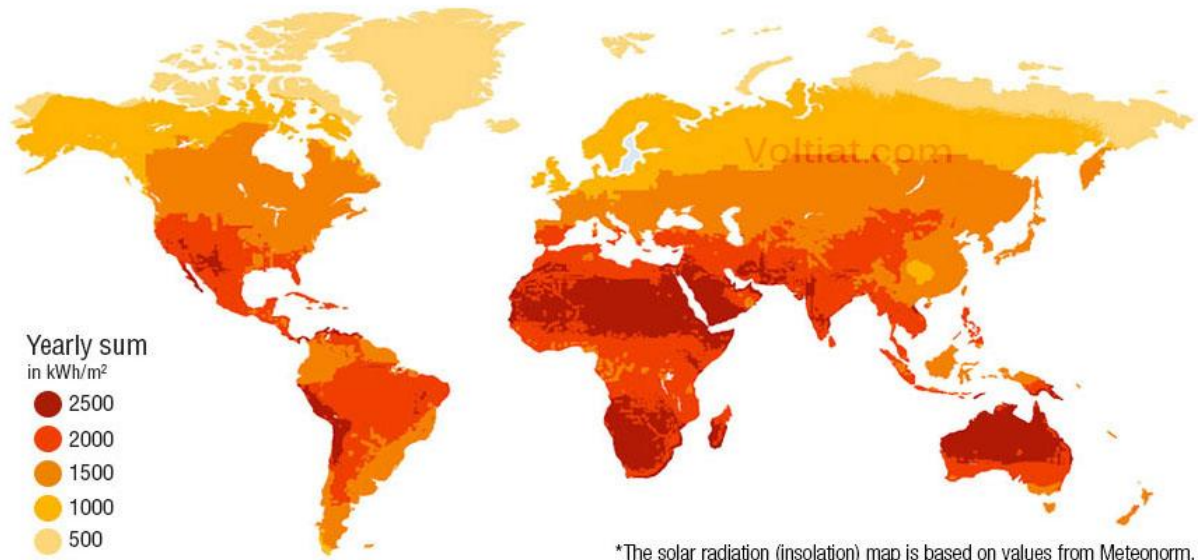 Voltiat.com
Yearly sum
in kWh/m²
2500
2000
1500
1000
500
*The solar radiation (insolation) map is based on values from Meteonorm.